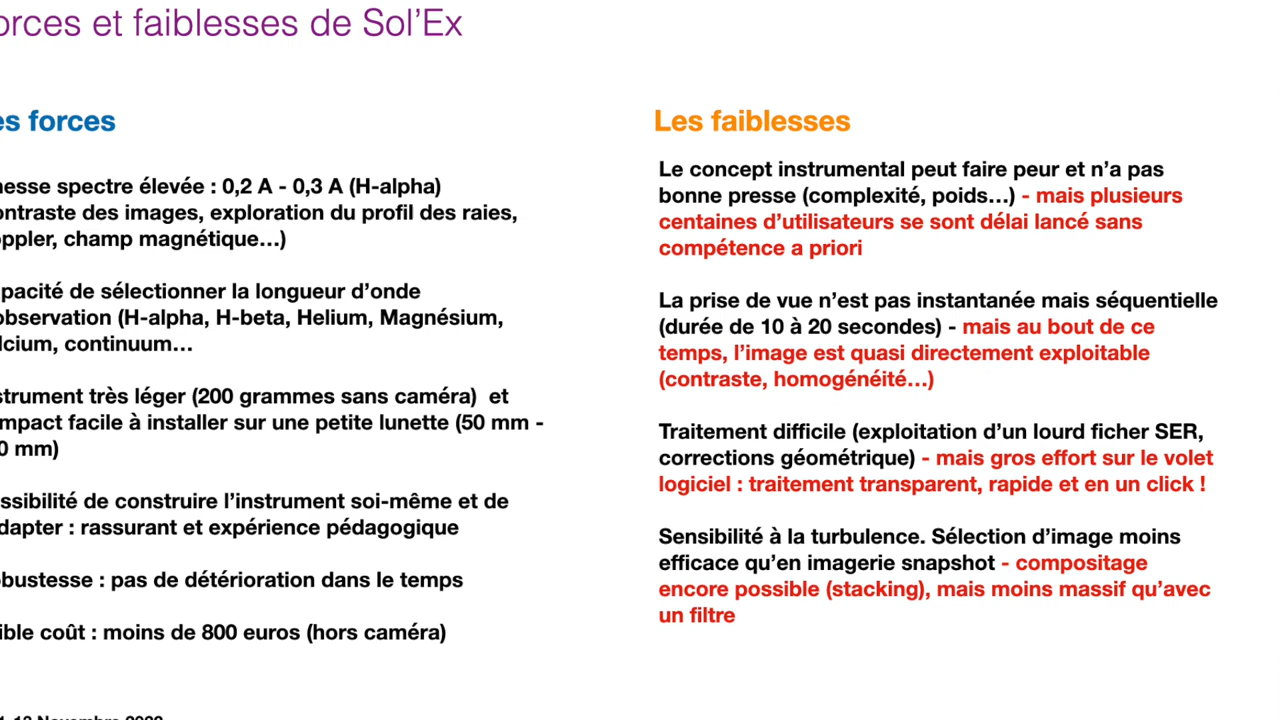 orces et faiblesses de Sol’Ex
es forces
nesse spectre élevée : 0,2 A - 0,3 A (H-alpha)
ontraste des images, exploration du profil des raies,
oppler, champ magnétique…)
pacité de sélectionner la longueur d’onde
observation (H-alpha, H-beta, Helium, Magnésium,
lcium, continuum…
strument très léger (200 grammes sans caméra)  et
mpact facile à installer sur une petite lunette (50 mm -
0 mm)
ssibilité de construire l’instrument soi-même et de
dapter : rassurant et expérience pédagogique
bustesse : pas de détérioration dans le temps
ible coût : moins de 800 euros (hors caméra)
Les faiblesses
Le concept instrumental peut faire peur et n’a pas
bonne presse (complexité, poids…) - mais plusieurs
centaines d’utilisateurs se sont délai lancé sans
compétence a priori
La prise de vue n’est pas instantanée mais séquentielle
(durée de 10 à 20 secondes) - mais au bout de ce
temps, l’image est quasi directement exploitable
(contraste, homogénéité…)
Traitement difficile (exploitation d’un lourd ficher SER,
corrections géométrique) - mais gros effort sur le volet
logiciel : traitement transparent, rapide et en un click !
Sensibilité à la turbulence. Sélection d’image moins
efficace qu’en imagerie snapshot - compositage
encore possible (stacking), mais moins massif qu’avec
un filtre